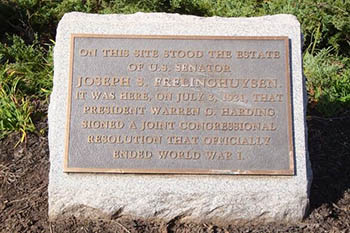 ON THIS SITE STOOD THE ESTATE
OF U.S. SENATOR
JOSEPH S. FRELINGHUYSEN
IT WAS HERE, ON JULY 2, 1921, THAT
PRESIDENT WARREN G. HARDING
SIGNED A JOINT CONGRESSIONAL
RESOLUTION THAT OFFICIALLY
ENDED WORLD WAR I.